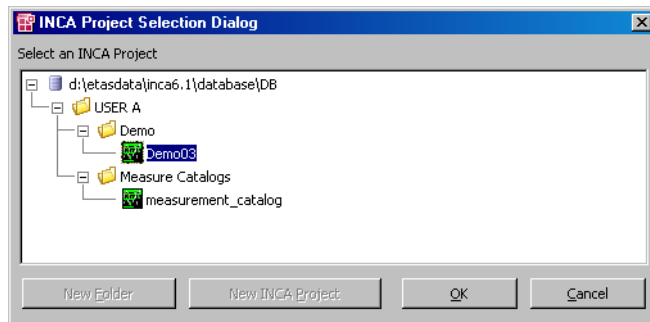 INCA Project Selection Dialog
Select an INCA Project
d:\etasdata\inca6.1\database\DB
USER A
Demo
Demo03
Measure Catalogs
measurement_catalog
New Folder New INCA Project OK Cancel